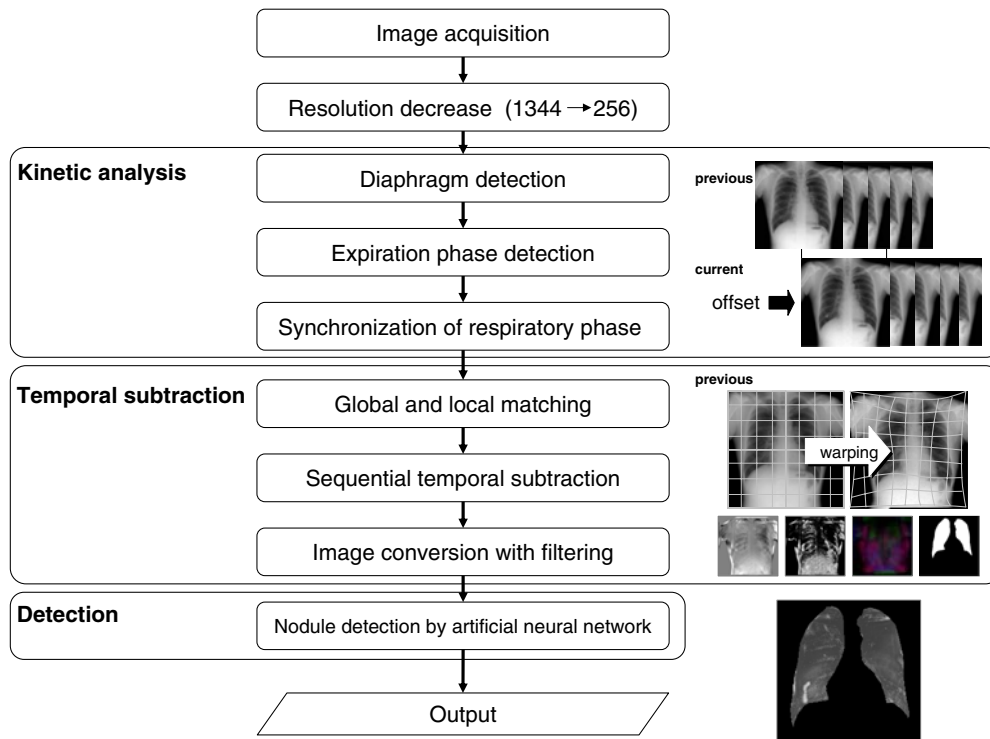 Image acquisition
Resolution decrease (1344 → 256)
Kinetic analysis
Diaphragm detection
previous
Expiration phase detection
current
offset
Synchronization of respiratory phase
Temporal subtraction
previous
Global and local matching
warping
Sequential temporal subtraction
Image conversion with filtering
Detection
Nodule detection by artificial neural network
Output